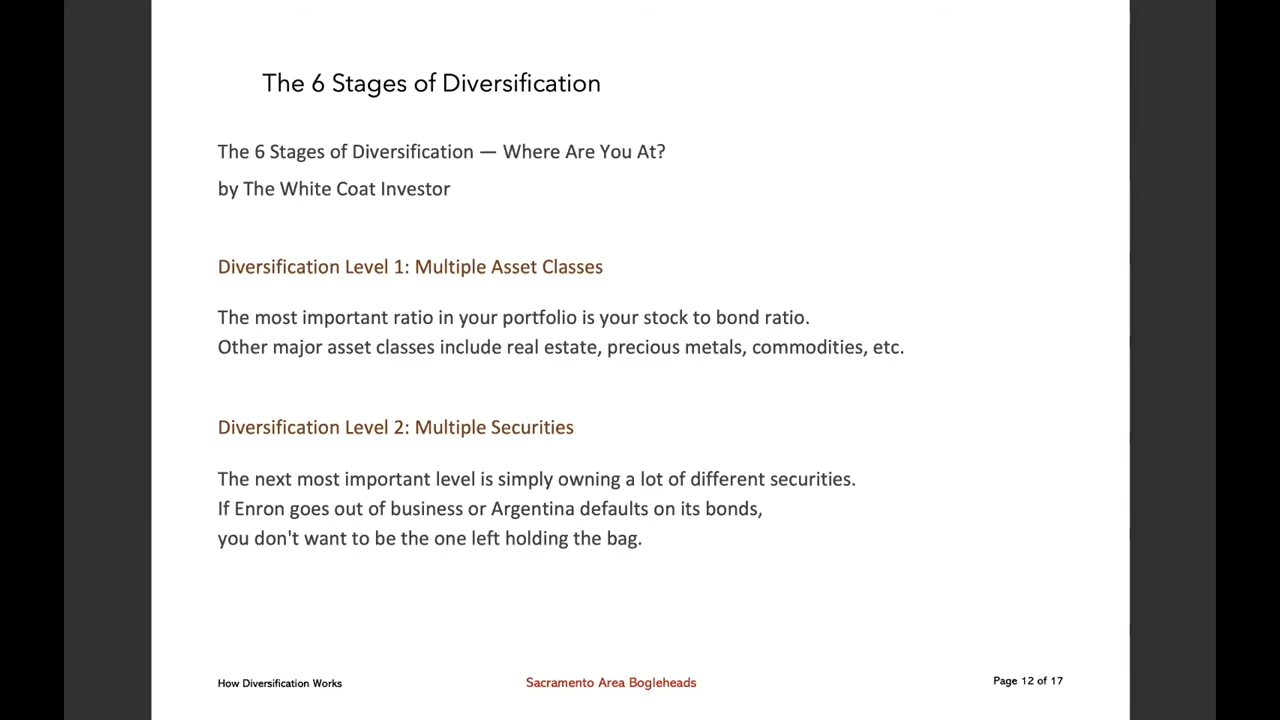 The 6 Stages of Diversification
The 6 Stages of Diversification — Where Are You At?
by The White Coat Investor
Diversification Level 1: Multiple Asset Classes
The most important ratio in your portfolio is your stock to bond ratio.
Other major asset classes include real estate, precious metals, commodities, etc.
Diversification Level 2: Multiple Securities
The next most important level is simply owning a lot of different securities.
If Enron goes out of business or Argentina defaults on its bonds,
you don't want to be the one left holding the bag.
How Diversification Works
Sacramento Area Bogleheads
Page 12 of 17